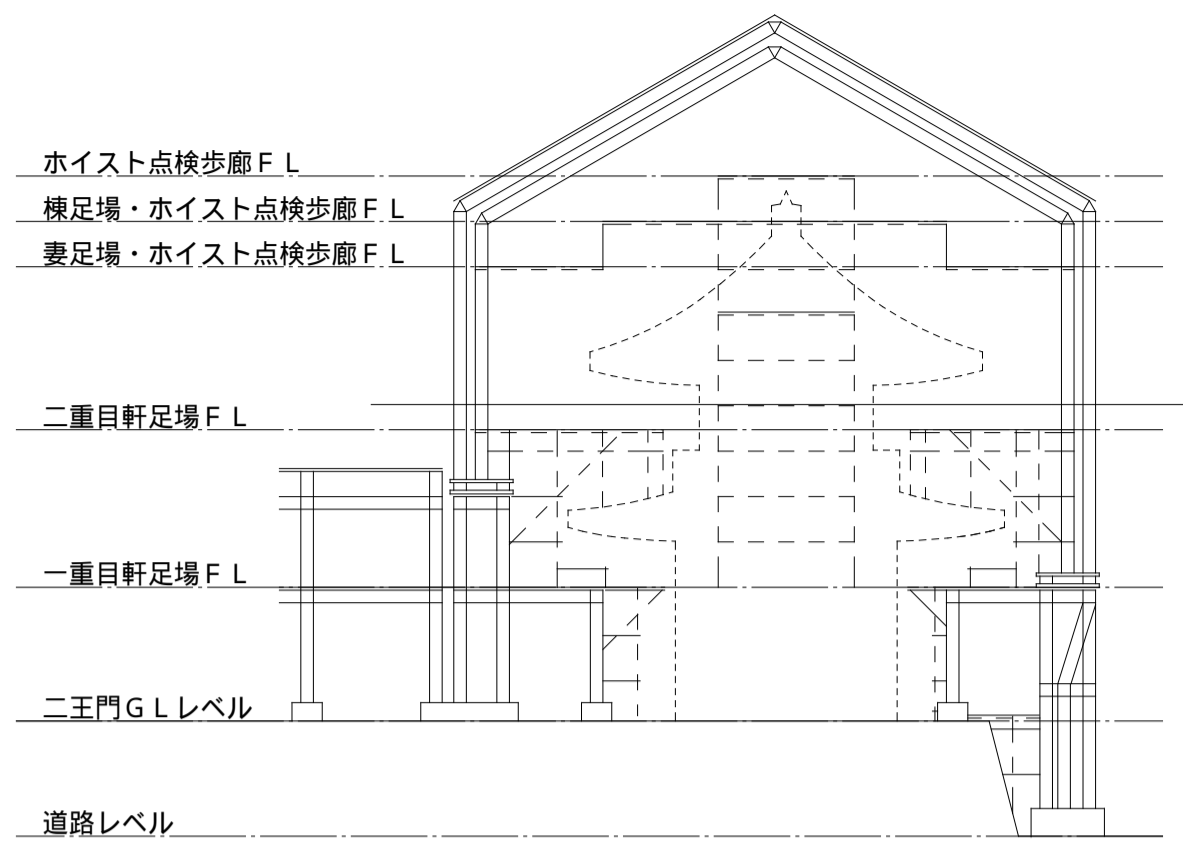 ホイスト点検歩廊ＦＬ
棟足場・ホイスト点検歩廊ＦＬ
妻足場・ホイスト点検歩廊ＦＬ
二重目軒足場ＦＬ
一重目軒足場ＦＬ
二王門ＧＬレベル
道路レベル